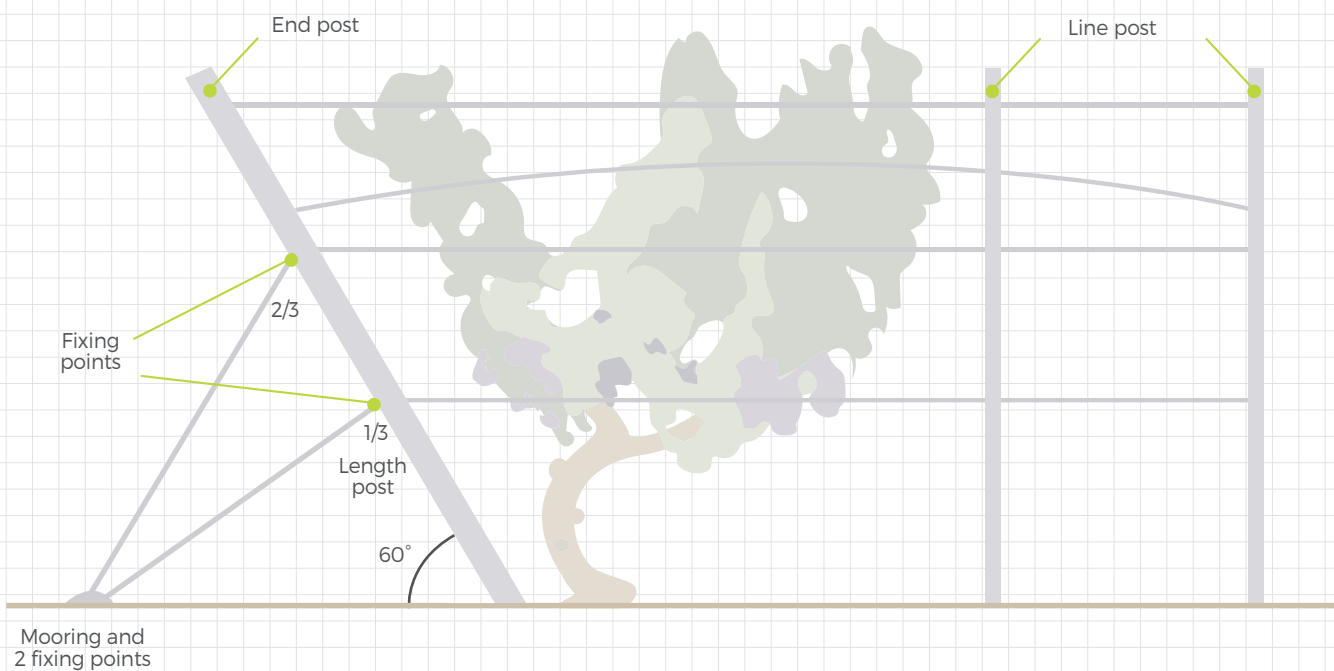 End post
Line post
2/3
Fixing
points
1/3
Length
post
60°
Mooring and
2 fixing points